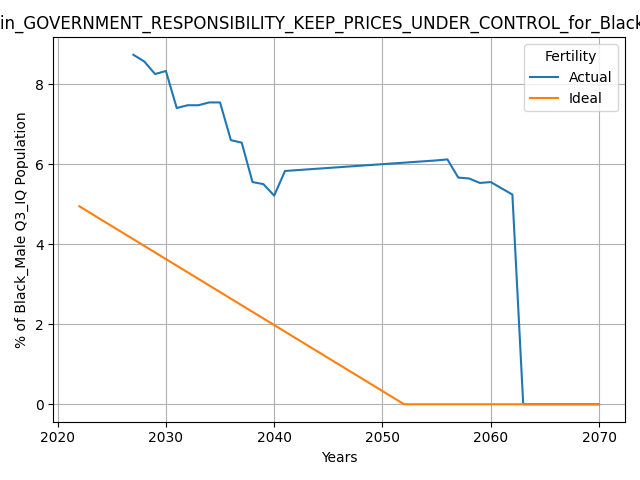 in_GOVERNMENT_RESPONSIBILITY_KEEP_PRICES_UNDER_CONTROL_for_Black
Fertility
Actual
Ideal
% of Black_Male Q3_IQ Population
8
6
4
2
0
2020 2030 2040 2050 2060 2070
Years